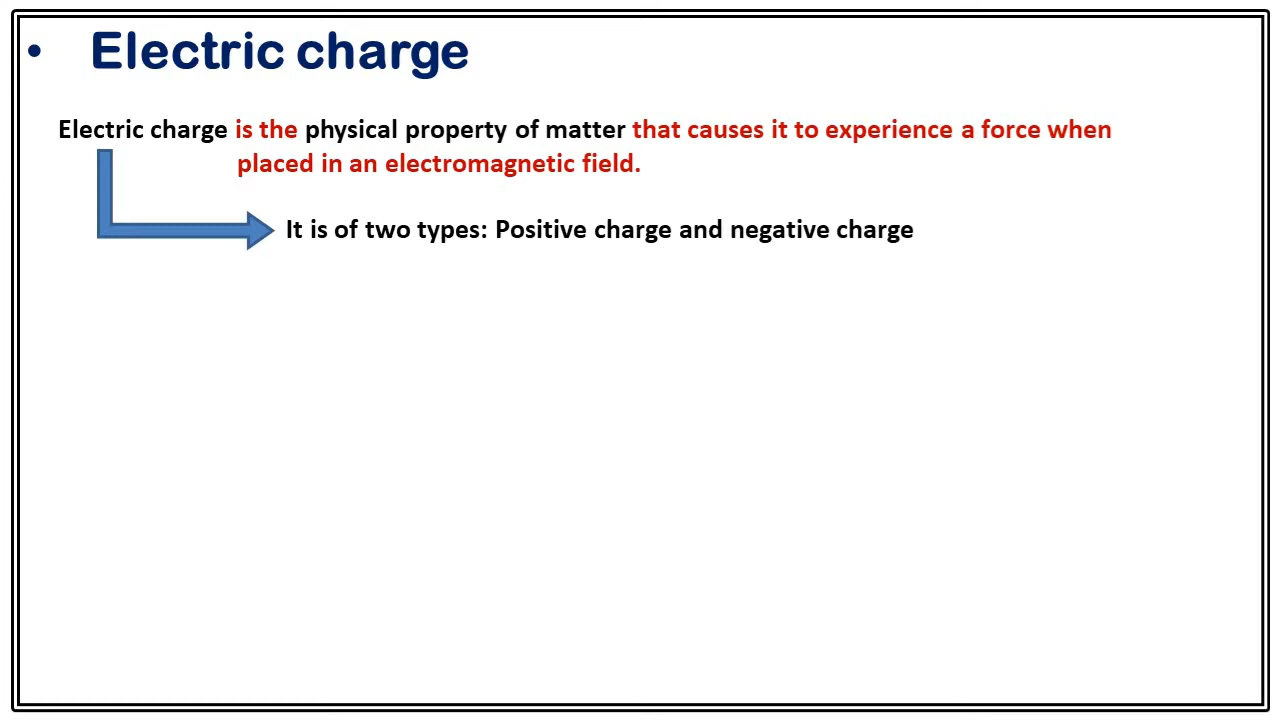 • Electric charge
Electric charge is the physical property of matter that causes it to experience a force when
placed in an electromagnetic field.
It is of two types: Positive charge and negative charge